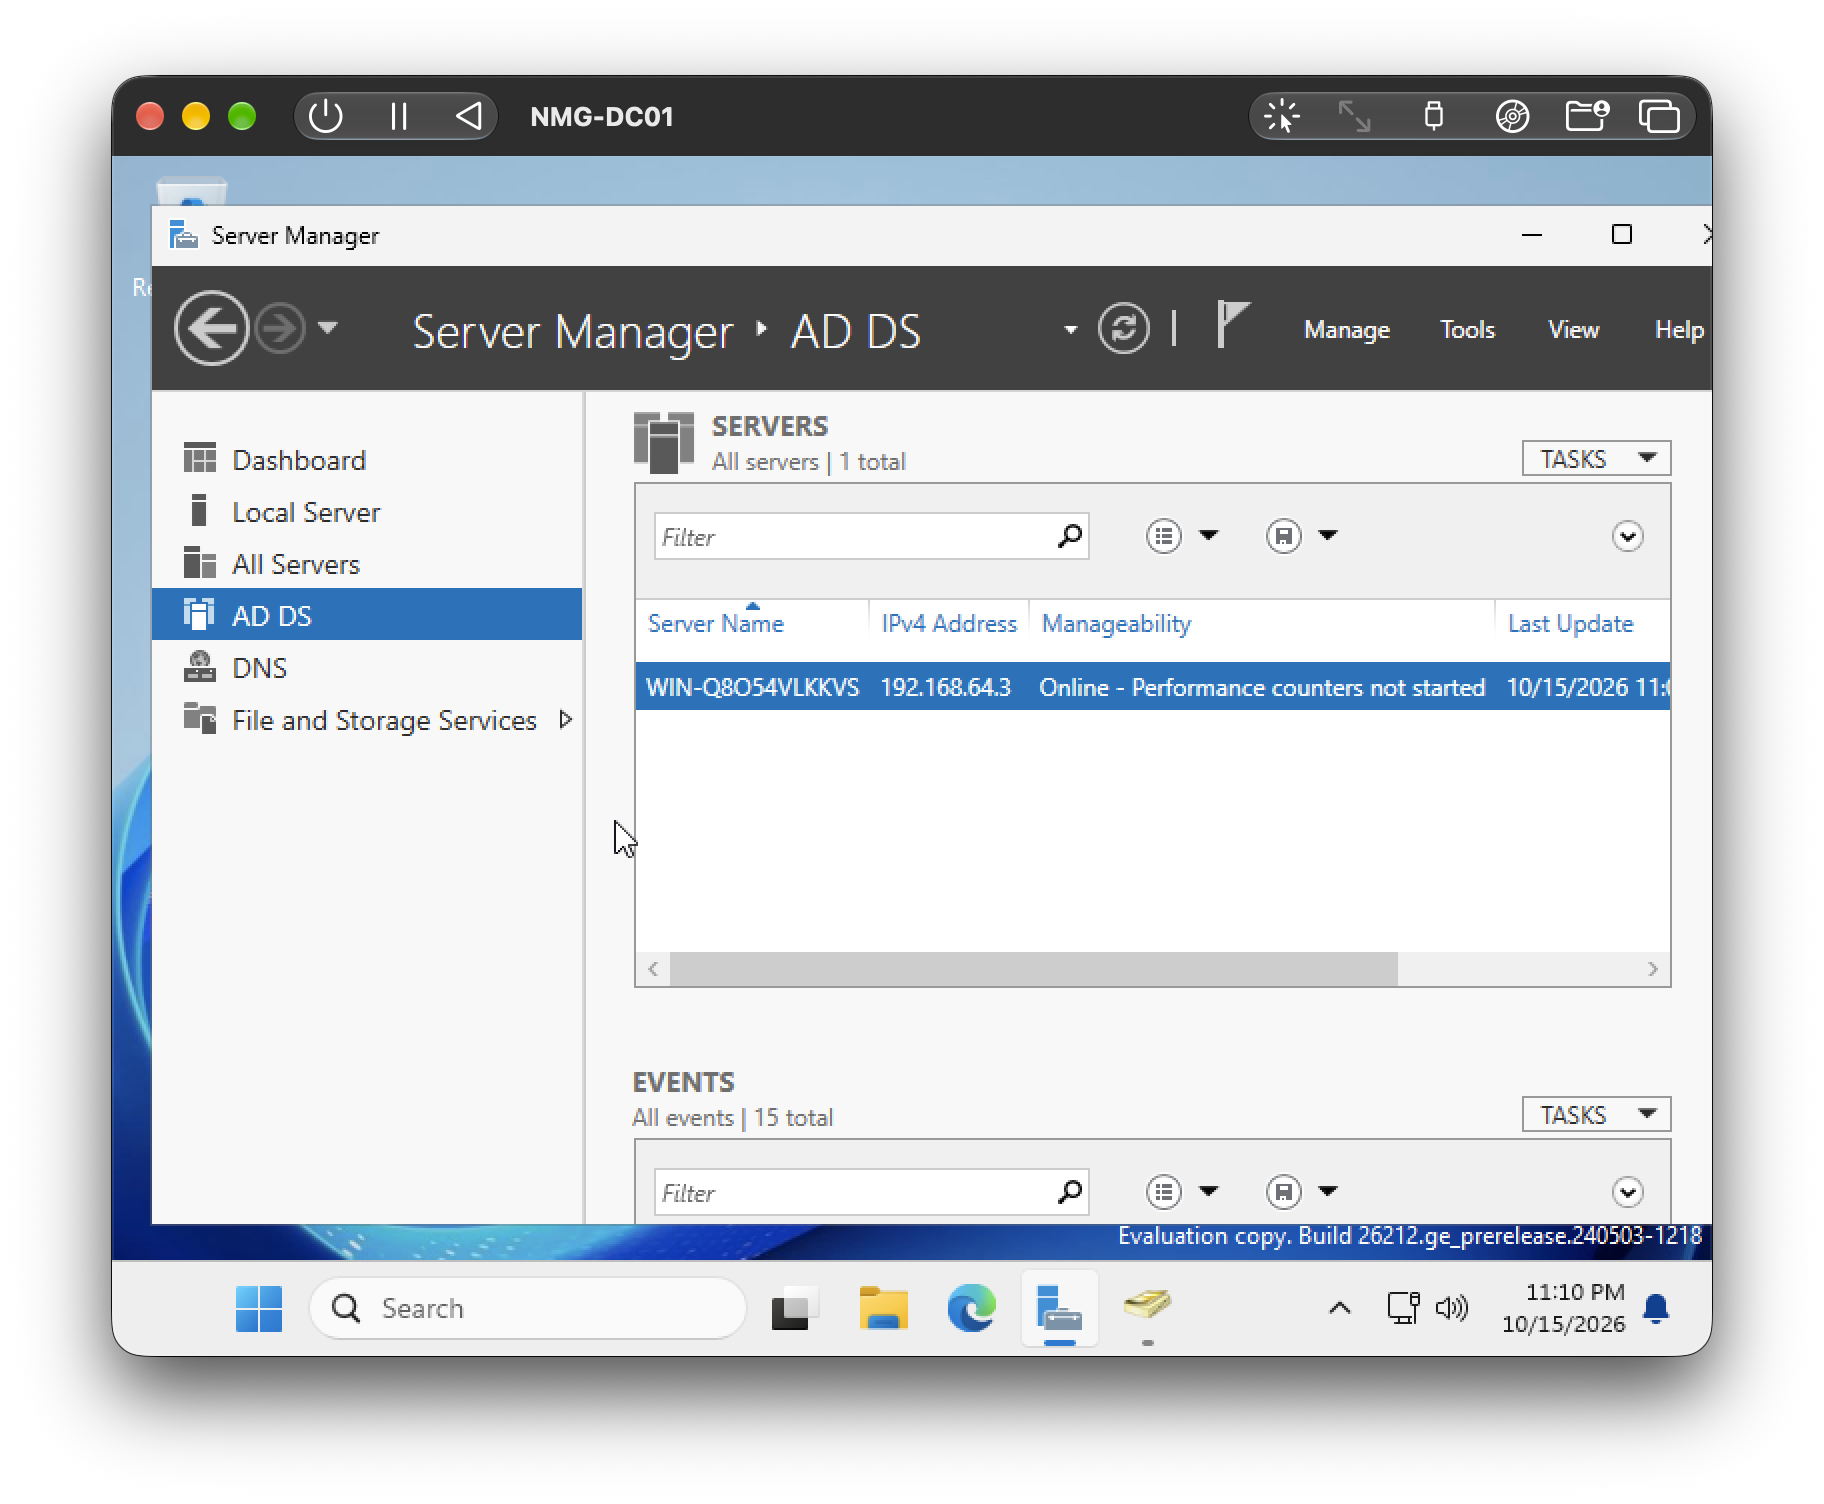 NMG-DC01
Server Manager
Server Manager AD DS
Manage Tools View Help
Dashboard
Local Server
All Servers
AD DS
DNS
File and Storage Services
SERVERS
All servers | 1 total
TASKS
Filter
Server Name IPv4 Address Manageability Last Update
WIN-Q8O54VLKKVS 192.168.64.3 Online - Performance counters not started 10/15/2026 11:0
EVENTS
All events | 15 total
TASKS
Filter
Evaluation copy. Build 26212.ge_prerelease.240503-1218
Search
11:10 PM
10/15/2026